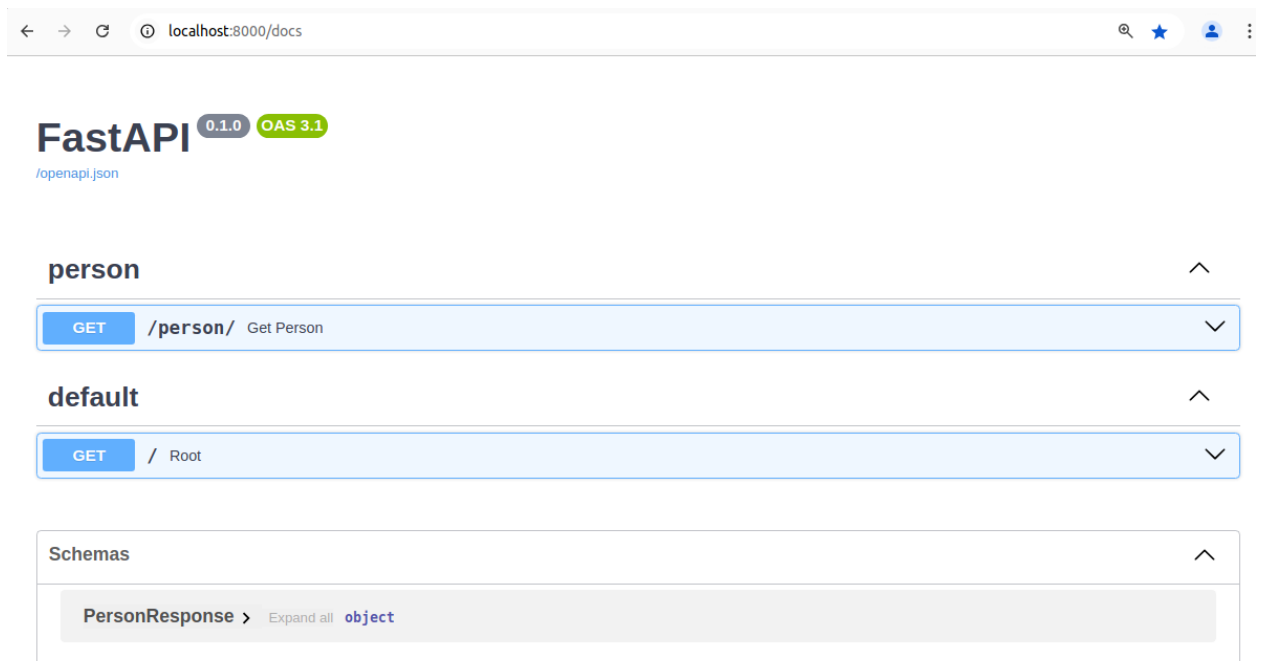 localhost:8000/docs
FastAPI 0.1.0 OAS 3.1
/openapi.json
person
GET /person/ Get Person
default
GET / Root
Schemas
PersonResponse Expand all object